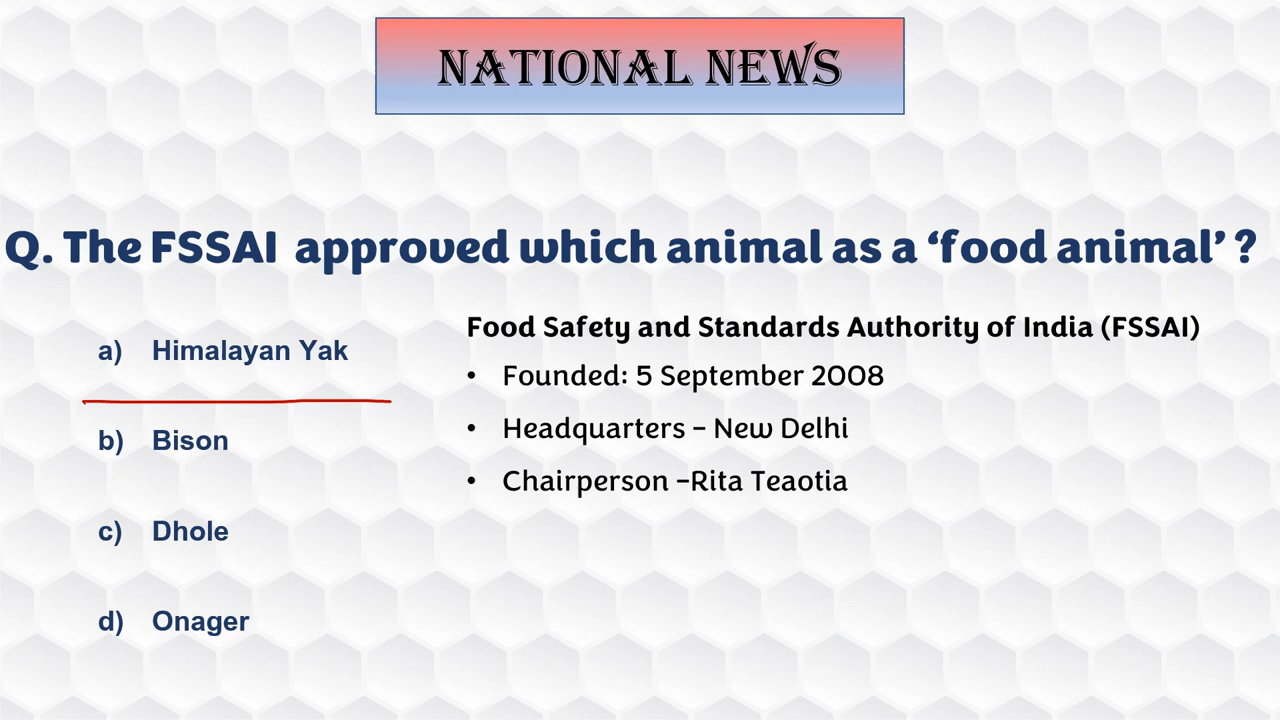 NATIONAL NEWS
Q. The FSSAI approved which animal as a ‘food animal’ ?
a) Himalayan Yak
b) Bison
c) Dhole
d) Onager
Food Safety and Standards Authority of India (FSSAI)
• Founded: 5 September 2008
• Headquarters – New Delhi
• Chairperson –Rita Teaotia